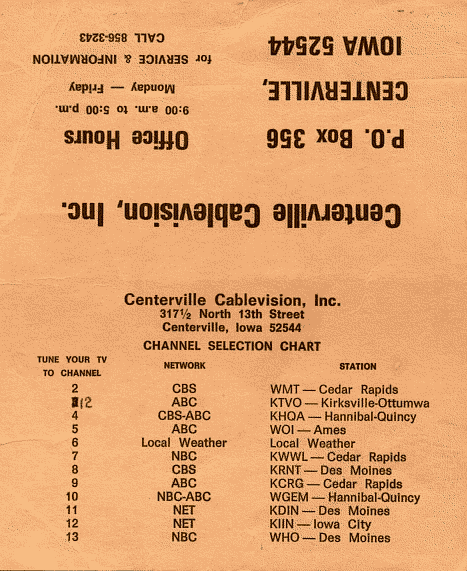 Centerville Cablevision, Inc.
P.O. Box 356
CENTERVILLE,
IOWA 52544
Office Hours
9:00 a.m. to 5:00 p.m.
Monday — Friday
for SERVICE & INFORMATION
CALL 856-3243
Centerville Cablevision, Inc.
317½ North 13th Street
Centerville, Iowa 52544
CHANNEL SELECTION CHART
TUNE YOUR TV TO CHANNEL NETWORK STATION
2 CBS WMT — Cedar Rapids
12 ABC KTVO — Kirksville-Ottumwa
4 CBS-ABC KHQA — Hannibal-Quincy
5 ABC WOI — Ames
6 Local Weather Local Weather
7 NBC KWWL — Cedar Rapids
8 CBS KRNT — Des Moines
9 ABC KCRG — Cedar Rapids
10 NBC-ABC WGEM — Hannibal-Quincy
11 NET KDIN — Des Moines
12 NET KIIN — Iowa City
13 NBC WHO — Des Moines